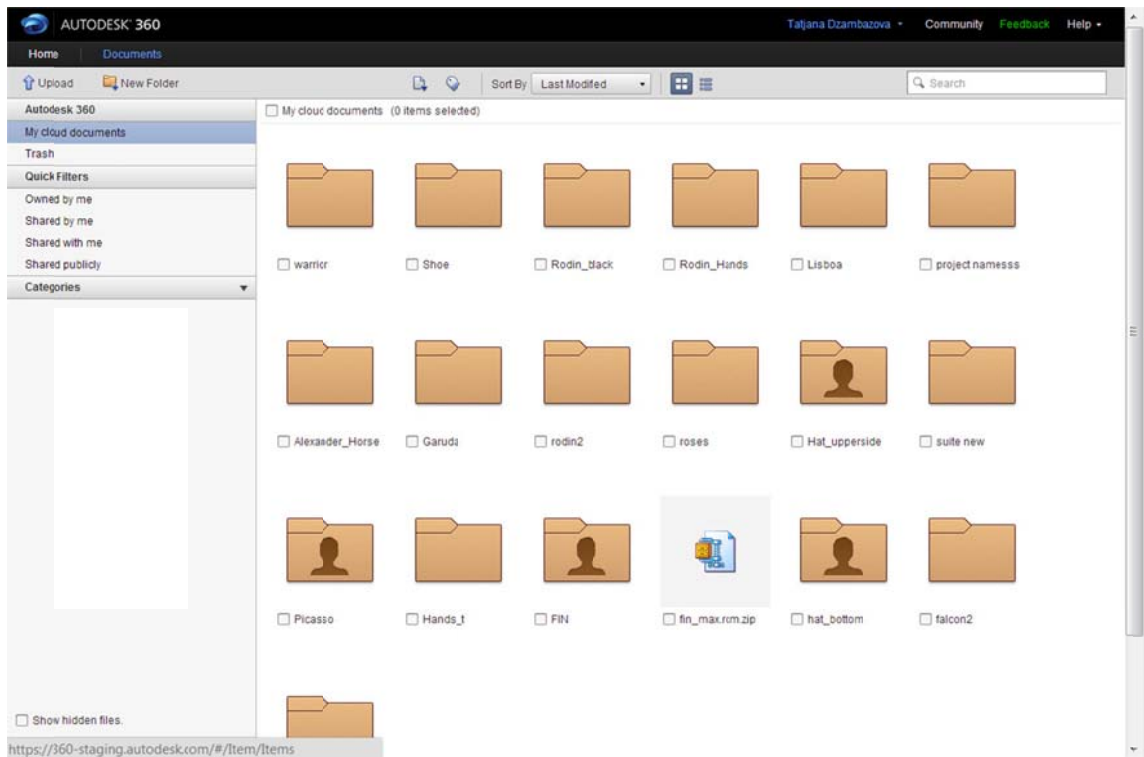 AUTODESK® 360
Tatjana Dzambazova Community Feedback Help
Home Documents
Upload New Folder Sort By Last Modified Search
Autodesk 360
My cloud documents (0 items selected)
My cloud documents
Trash
Quick Filters
Owned by me
Shared by me
Shared with me
Shared publicly
Categories
warrior Shoe Rodin_black Rodin_Hands Lisboa project namesss
Alexander_Horse Garuda rodin2 roses Hat_upperside suite new
Picasso Hands_t FIN fin_max.rcm.zip hat_bottom falcon2
Show hidden files.
https://360-staging.autodesk.com/#/Item/Items